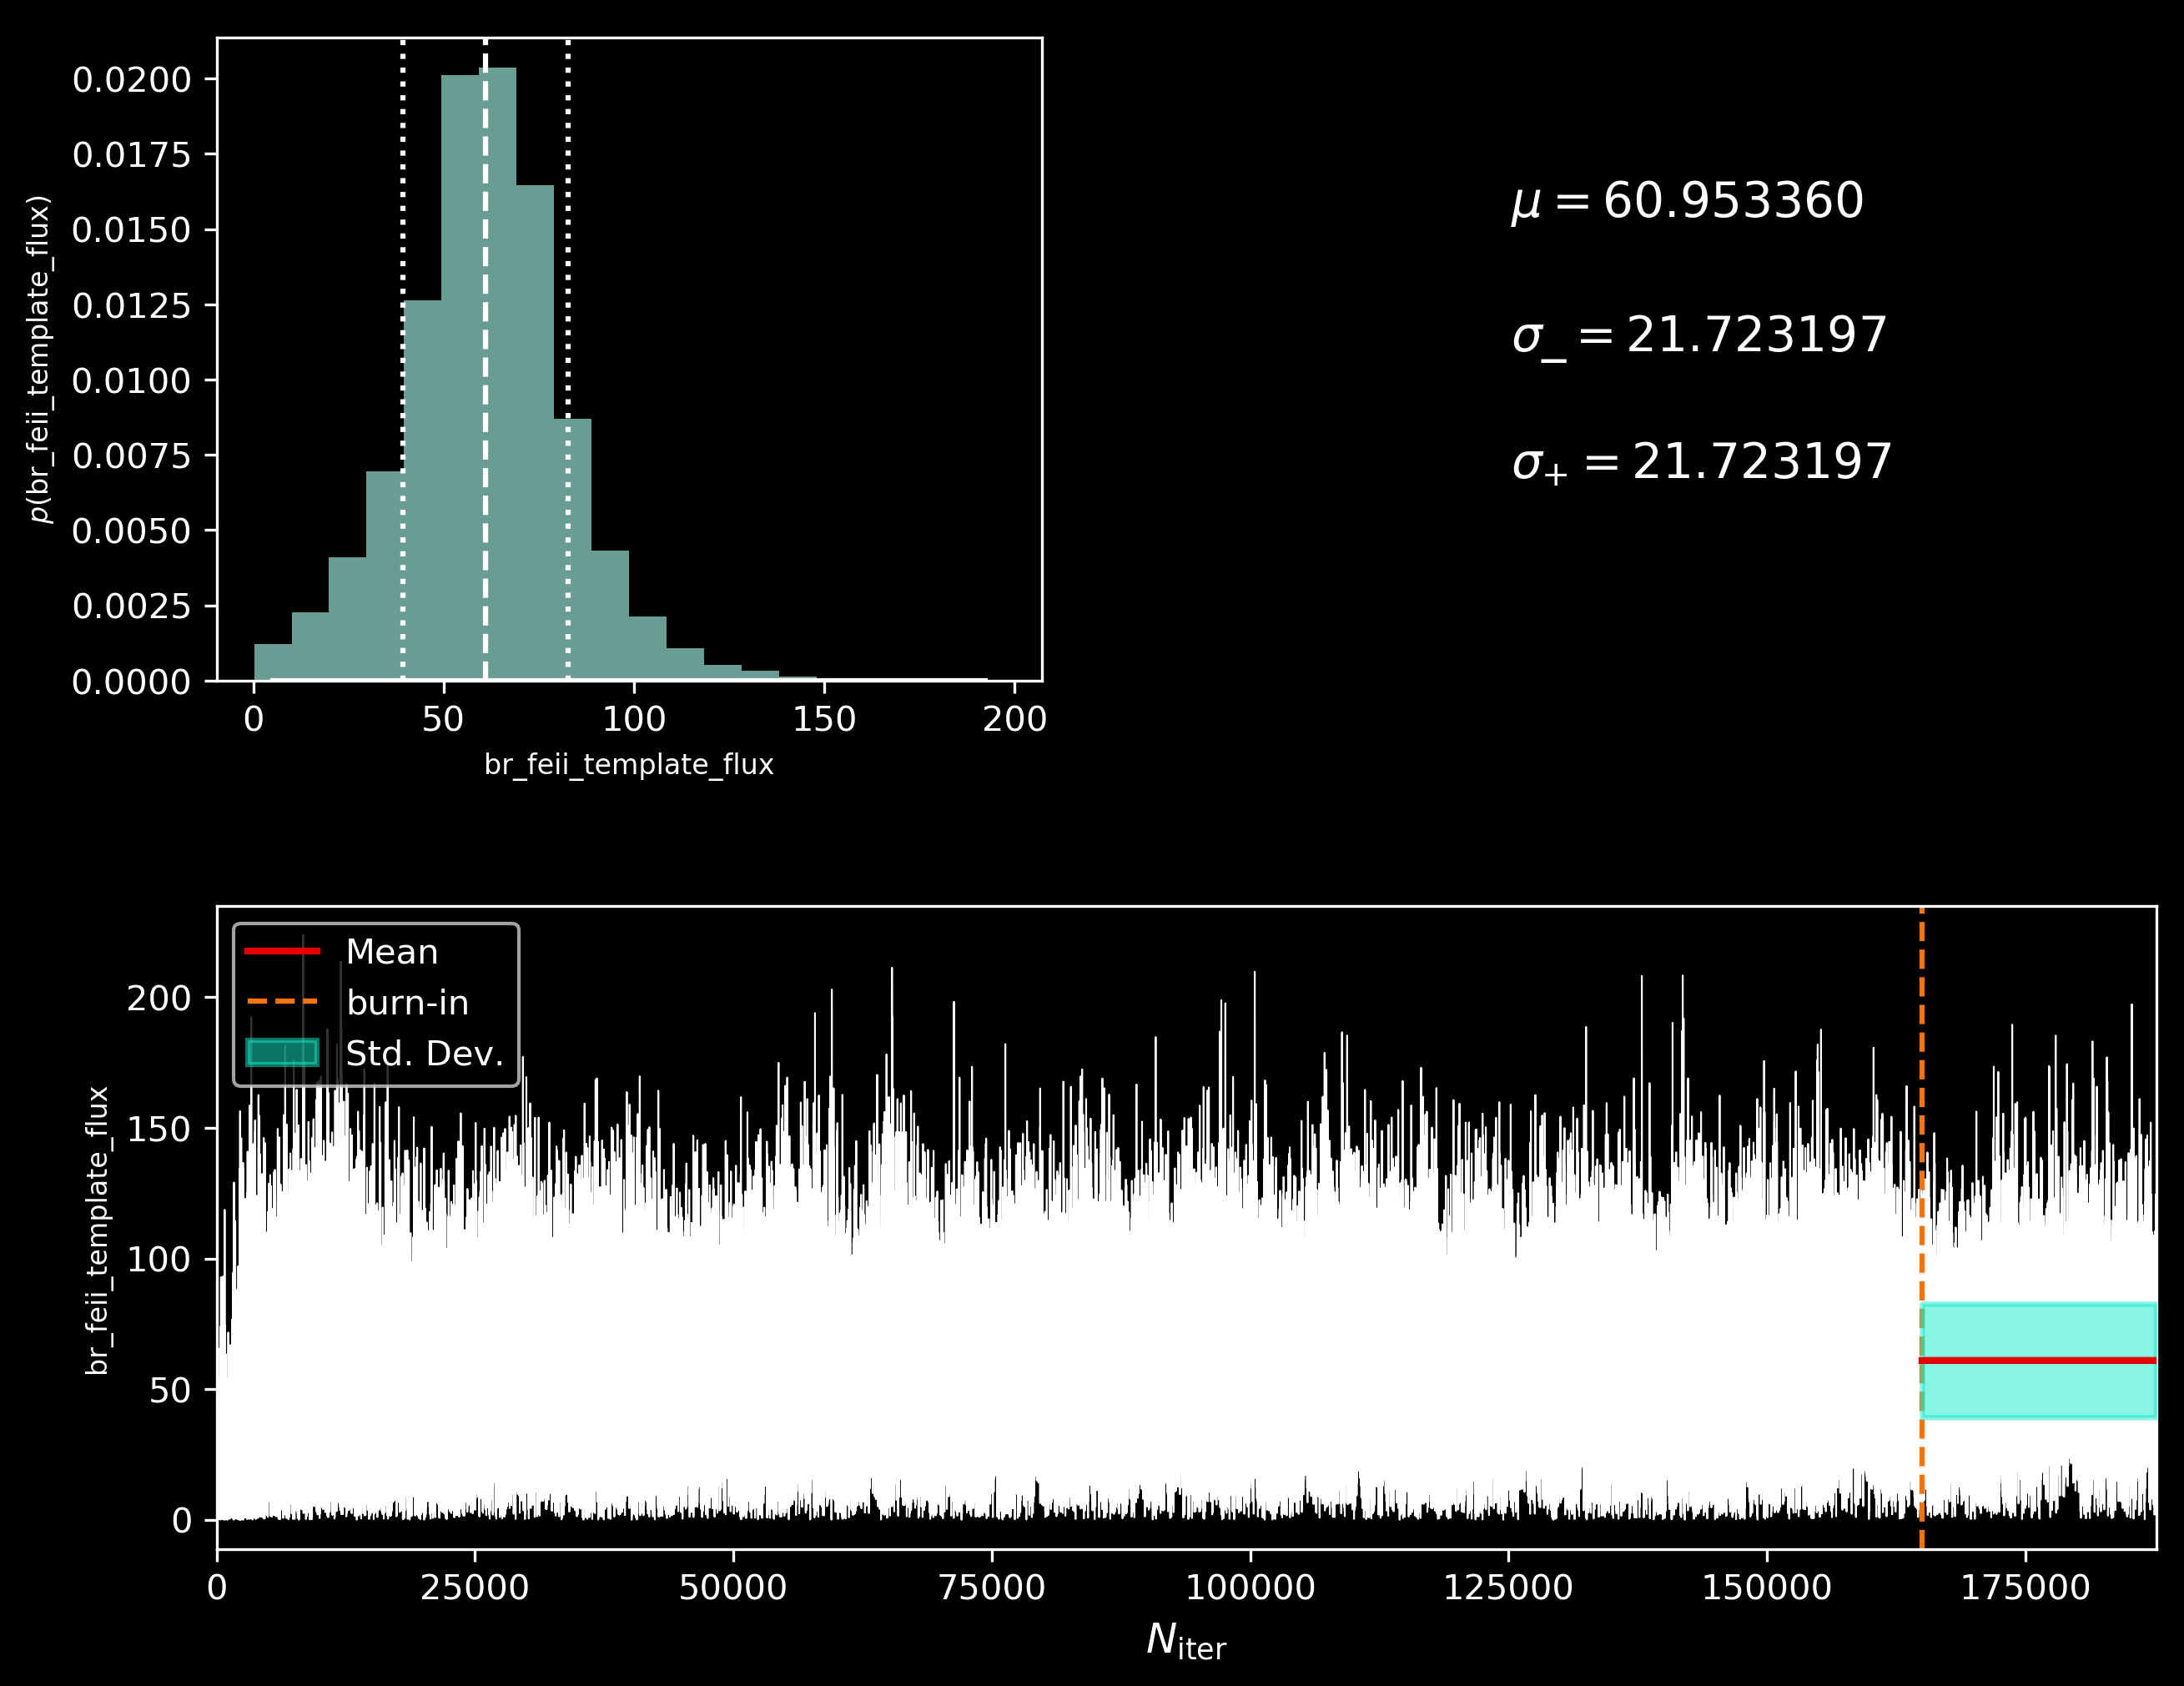 0.0200
0.0175
0.0150
0.0125
0.0100
0.0075
0.0050
0.0025
0.0000
p(br_feii_template_flux)
0 50 100 150 200
br_feii_template_flux
μ = 60.953360
σ_ = 21.723197
σ+ = 21.723197
Mean
burn-in
Std. Dev.
200
150
100
50
0
br_feii_template_flux
0 25000 50000 75000 100000 125000 150000 175000
Niter